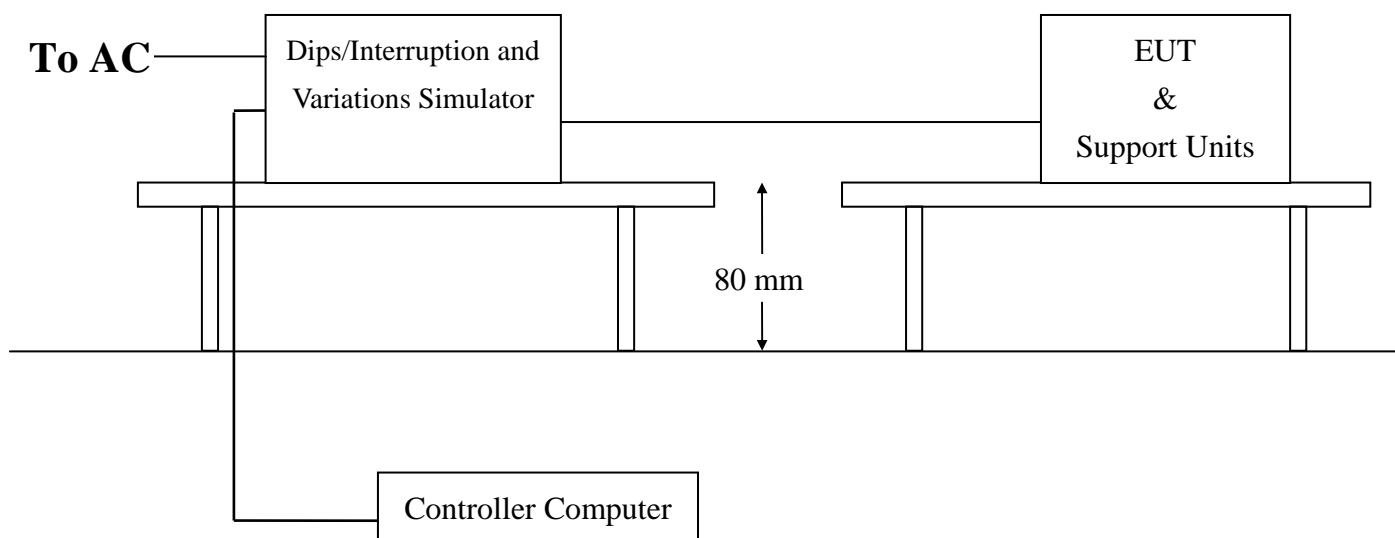 To AC
Dips/Interruption and
Variations Simulator
EUT
&
Support Units
80 mm
Controller Computer